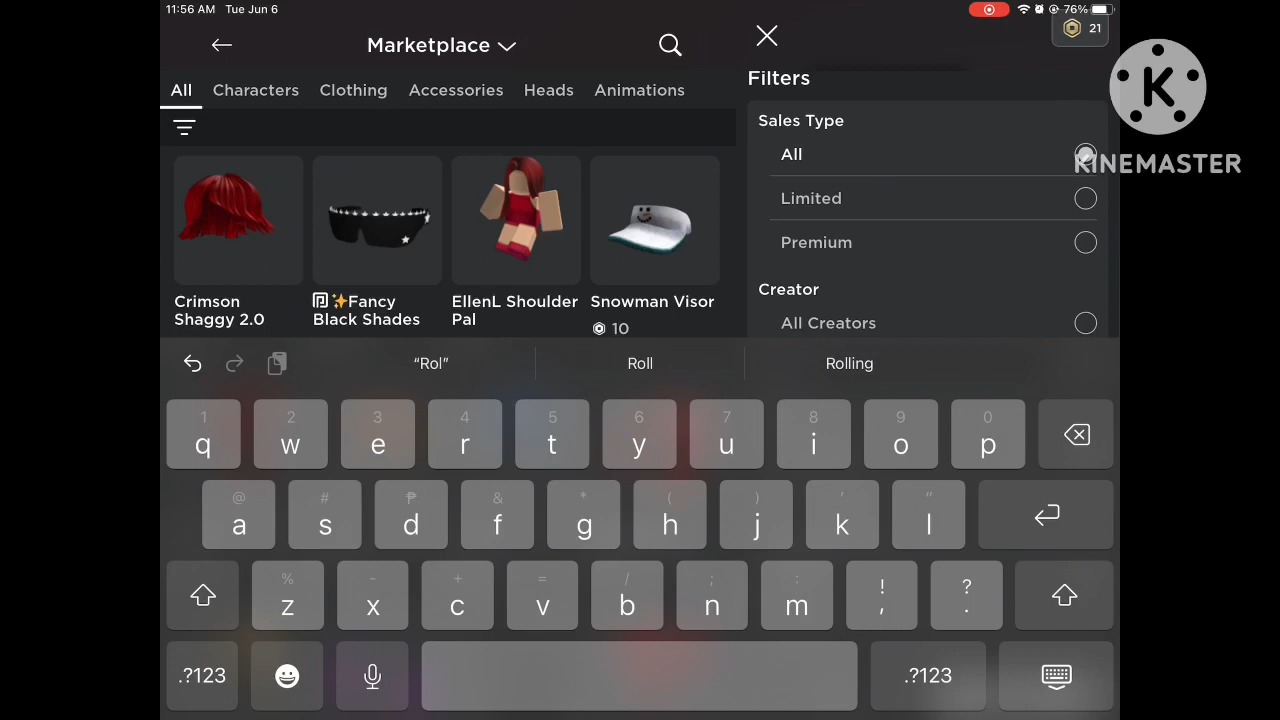 11:56 AM Tue Jun 6
76%
Marketplace
21
All Characters Clothing Accessories Heads Animations
Filters
Sales Type
All
Limited
Premium
Creator
All Creators
Crimson
Shaggy 2.0
✨Fancy
Black Shades
EllenL Shoulder
Pal
Snowman Visor
10
K
KINEMASTER
“Rol” Roll Rolling
1 2 3 4 5 6 7 8 9 0
q w e r t y u i o p
@ # ₱ & * ( ) ' "
a s d f g h j k l
% - + = / ; : ! ?
z x c v b n m , .
.?123 .?123